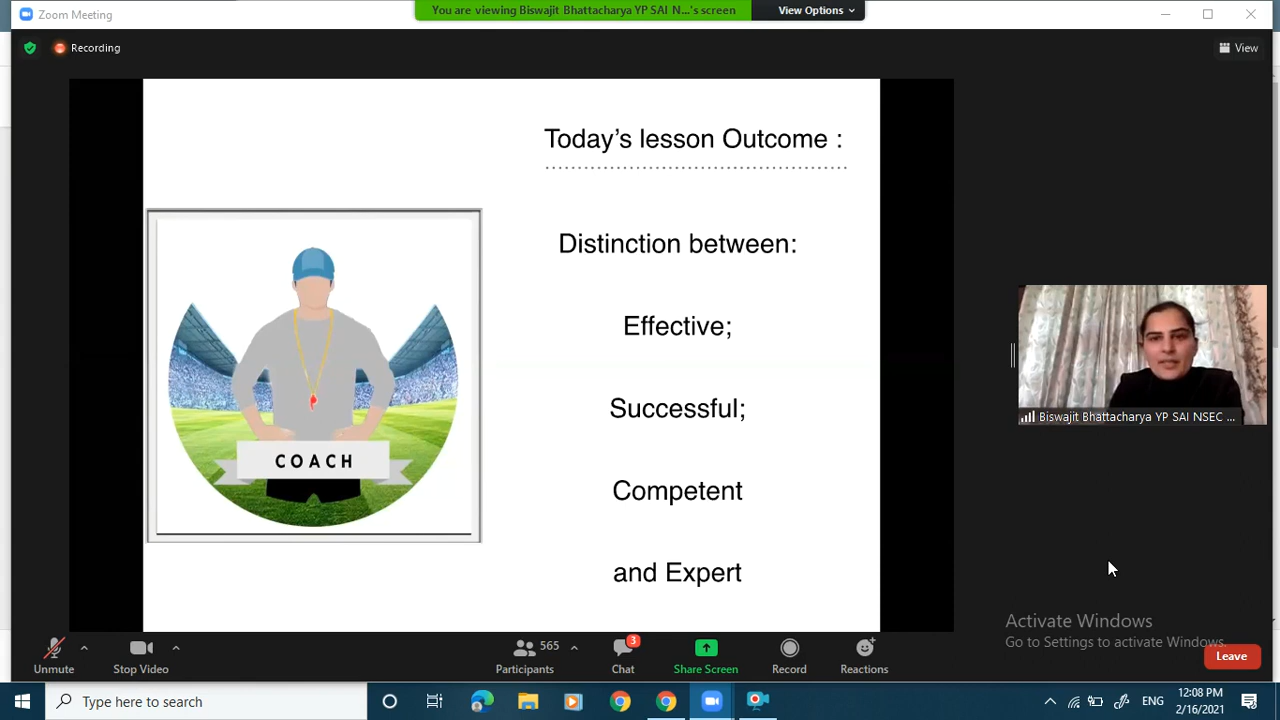 Zoom Meeting
You are viewing Biswajit Bhattacharya YP SAI N...'s screen
View Options
Recording
View
Today's lesson Outcome :
Distinction between:
Effective;
Successful;
Competent
and Expert
COACH
Biswajit Bhattacharya YP SAI NSEC ...
Activate Windows
Go to Settings to activate Windows.
Unmute
Stop Video
565
Participants
3
Chat
Share Screen
Record
Reactions
Leave
Type here to search
ENG
12:08 PM
2/16/2021